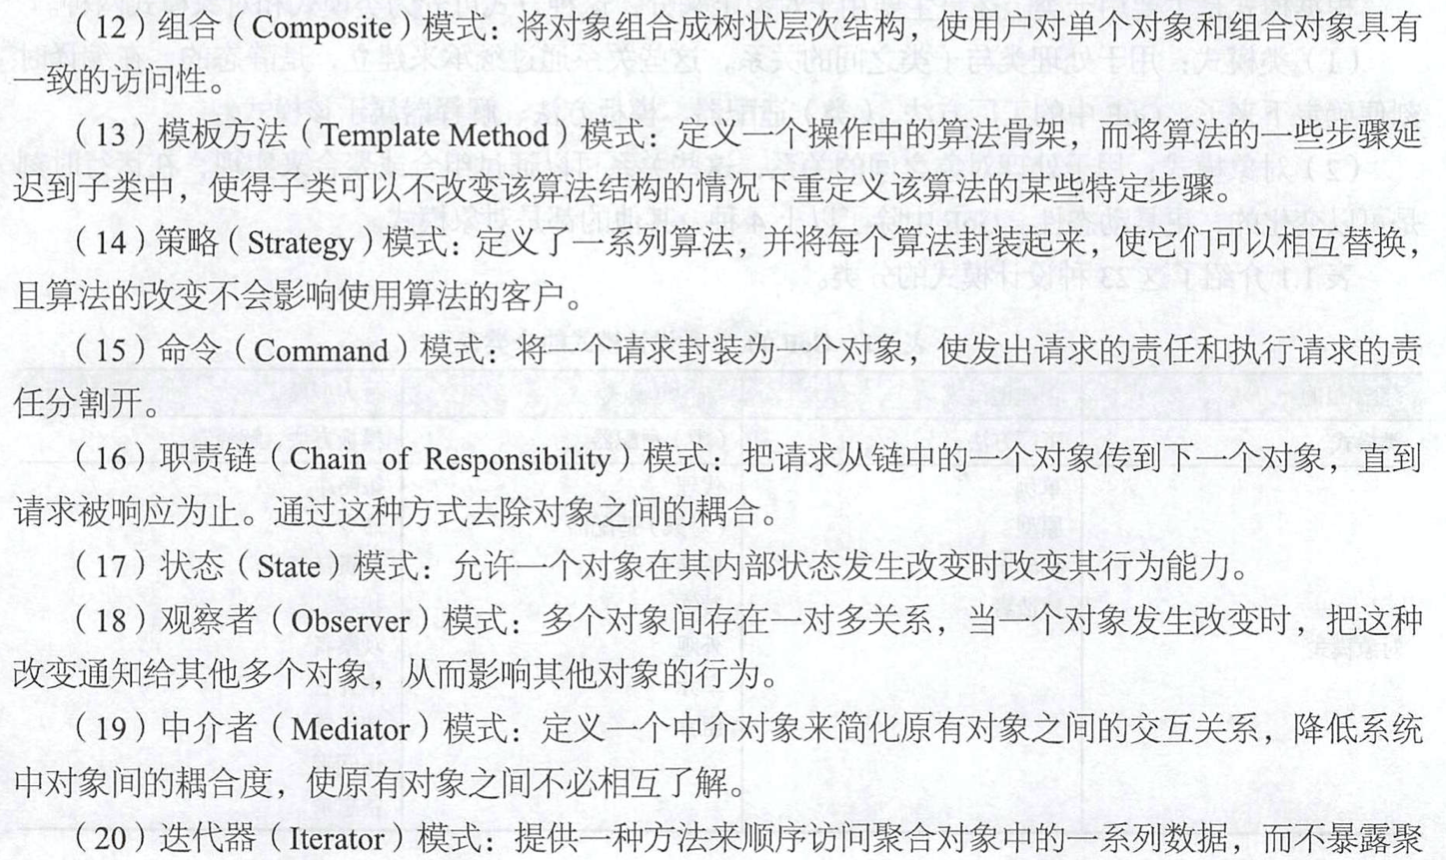 （12）组合（Composite）模式：将对象组合成树状层次结构，使用户对单个对象和组合对象具有
一致的访问性。
（13）模板方法（Template Method）模式：定义一个操作中的算法骨架，而将算法的一些步骤延
迟到子类中，使得子类可以不改变该算法结构的情况下重定义该算法的某些特定步骤。
（14）策略（Strategy）模式：定义了一系列算法，并将每个算法封装起来，使它们可以相互替换，
且算法的改变不会影响使用算法的客户。
（15）命令（Command）模式：将一个请求封装为一个对象，使发出请求的责任和执行请求的责
任分割开。
（16）职责链（Chain of Responsibility）模式：把请求从链中的一个对象传到下一个对象，直到
请求被响应为止。通过这种方式去除对象之间的耦合。
（17）状态（State）模式：允许一个对象在其内部状态发生改变时改变其行为能力。
（18）观察者（Observer）模式：多个对象间存在一对多关系，当一个对象发生改变时，把这种
改变通知给其他多个对象，从而影响其他对象的行为。
（19）中介者（Mediator）模式：定义一个中介对象来简化原有对象之间的交互关系，降低系统
中对象间的耦合度，使原有对象之间不必相互了解。
（20）迭代器（Iterator）模式：提供一种方法来顺序访问聚合对象中的一系列数据，而不暴露聚